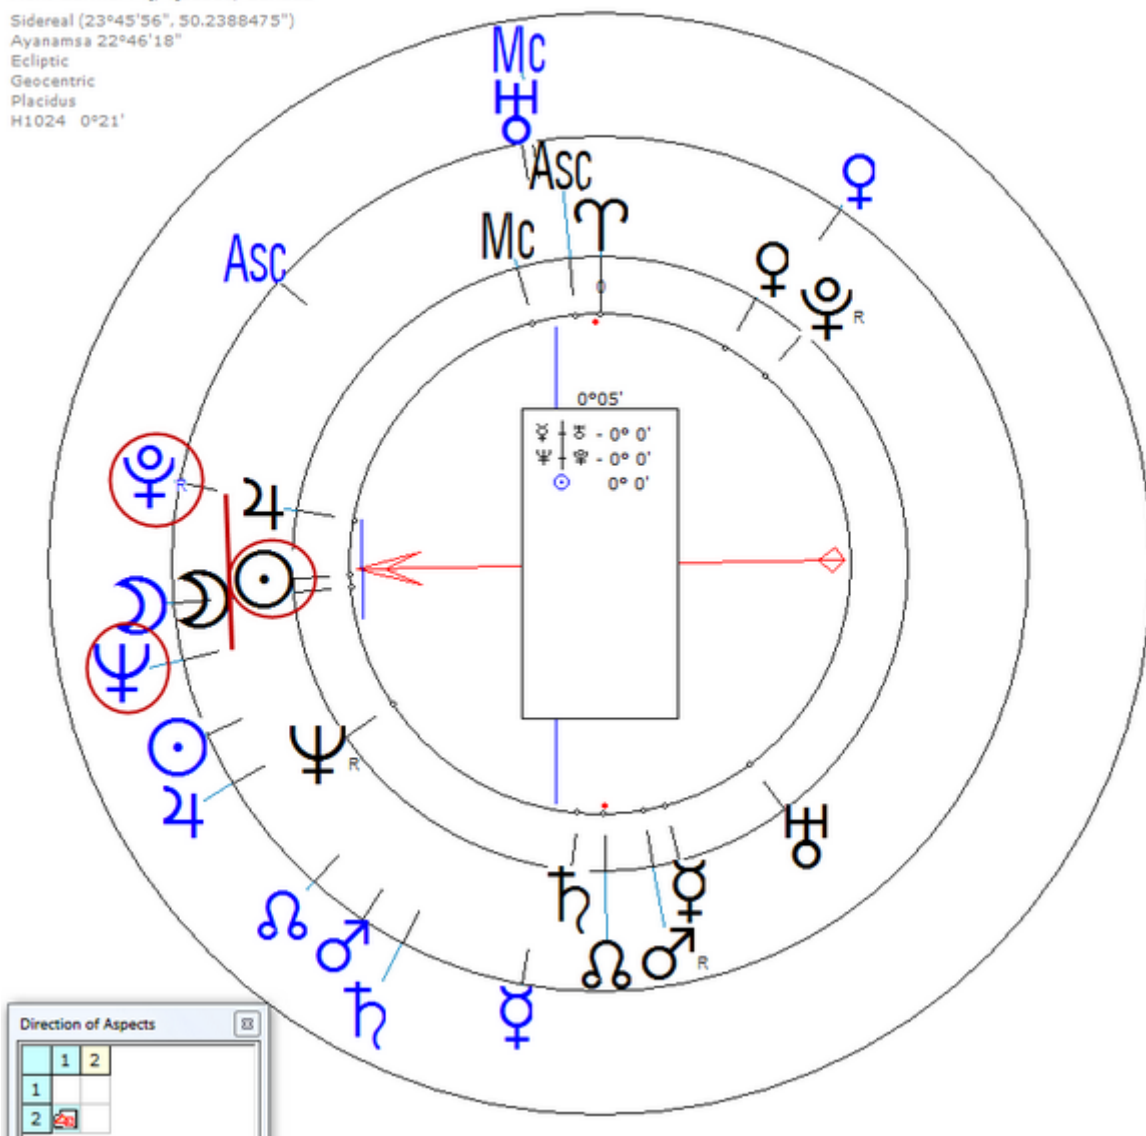 Sidereal (23°45'56", 50.2388475")
Ayanamsa 22°46'18"
Ecliptic
Geocentric
Placidus
H1024 0°21'
Mc
♅
Asc
♀
Mc
♈
Asc
♀
♇ R
0
♇ R
♃
0°05'
☿ ┼ ♅ - 0° 0'
♆ ┼ ♇ - 0° 0'
☉ 0° 0'
☽ ☽ ☉
♆
☉
♆ R
♃
♅
♄
☿
☊
♂
☊
♂ R
♄
☿
Direction of Aspects
1 2
1
2